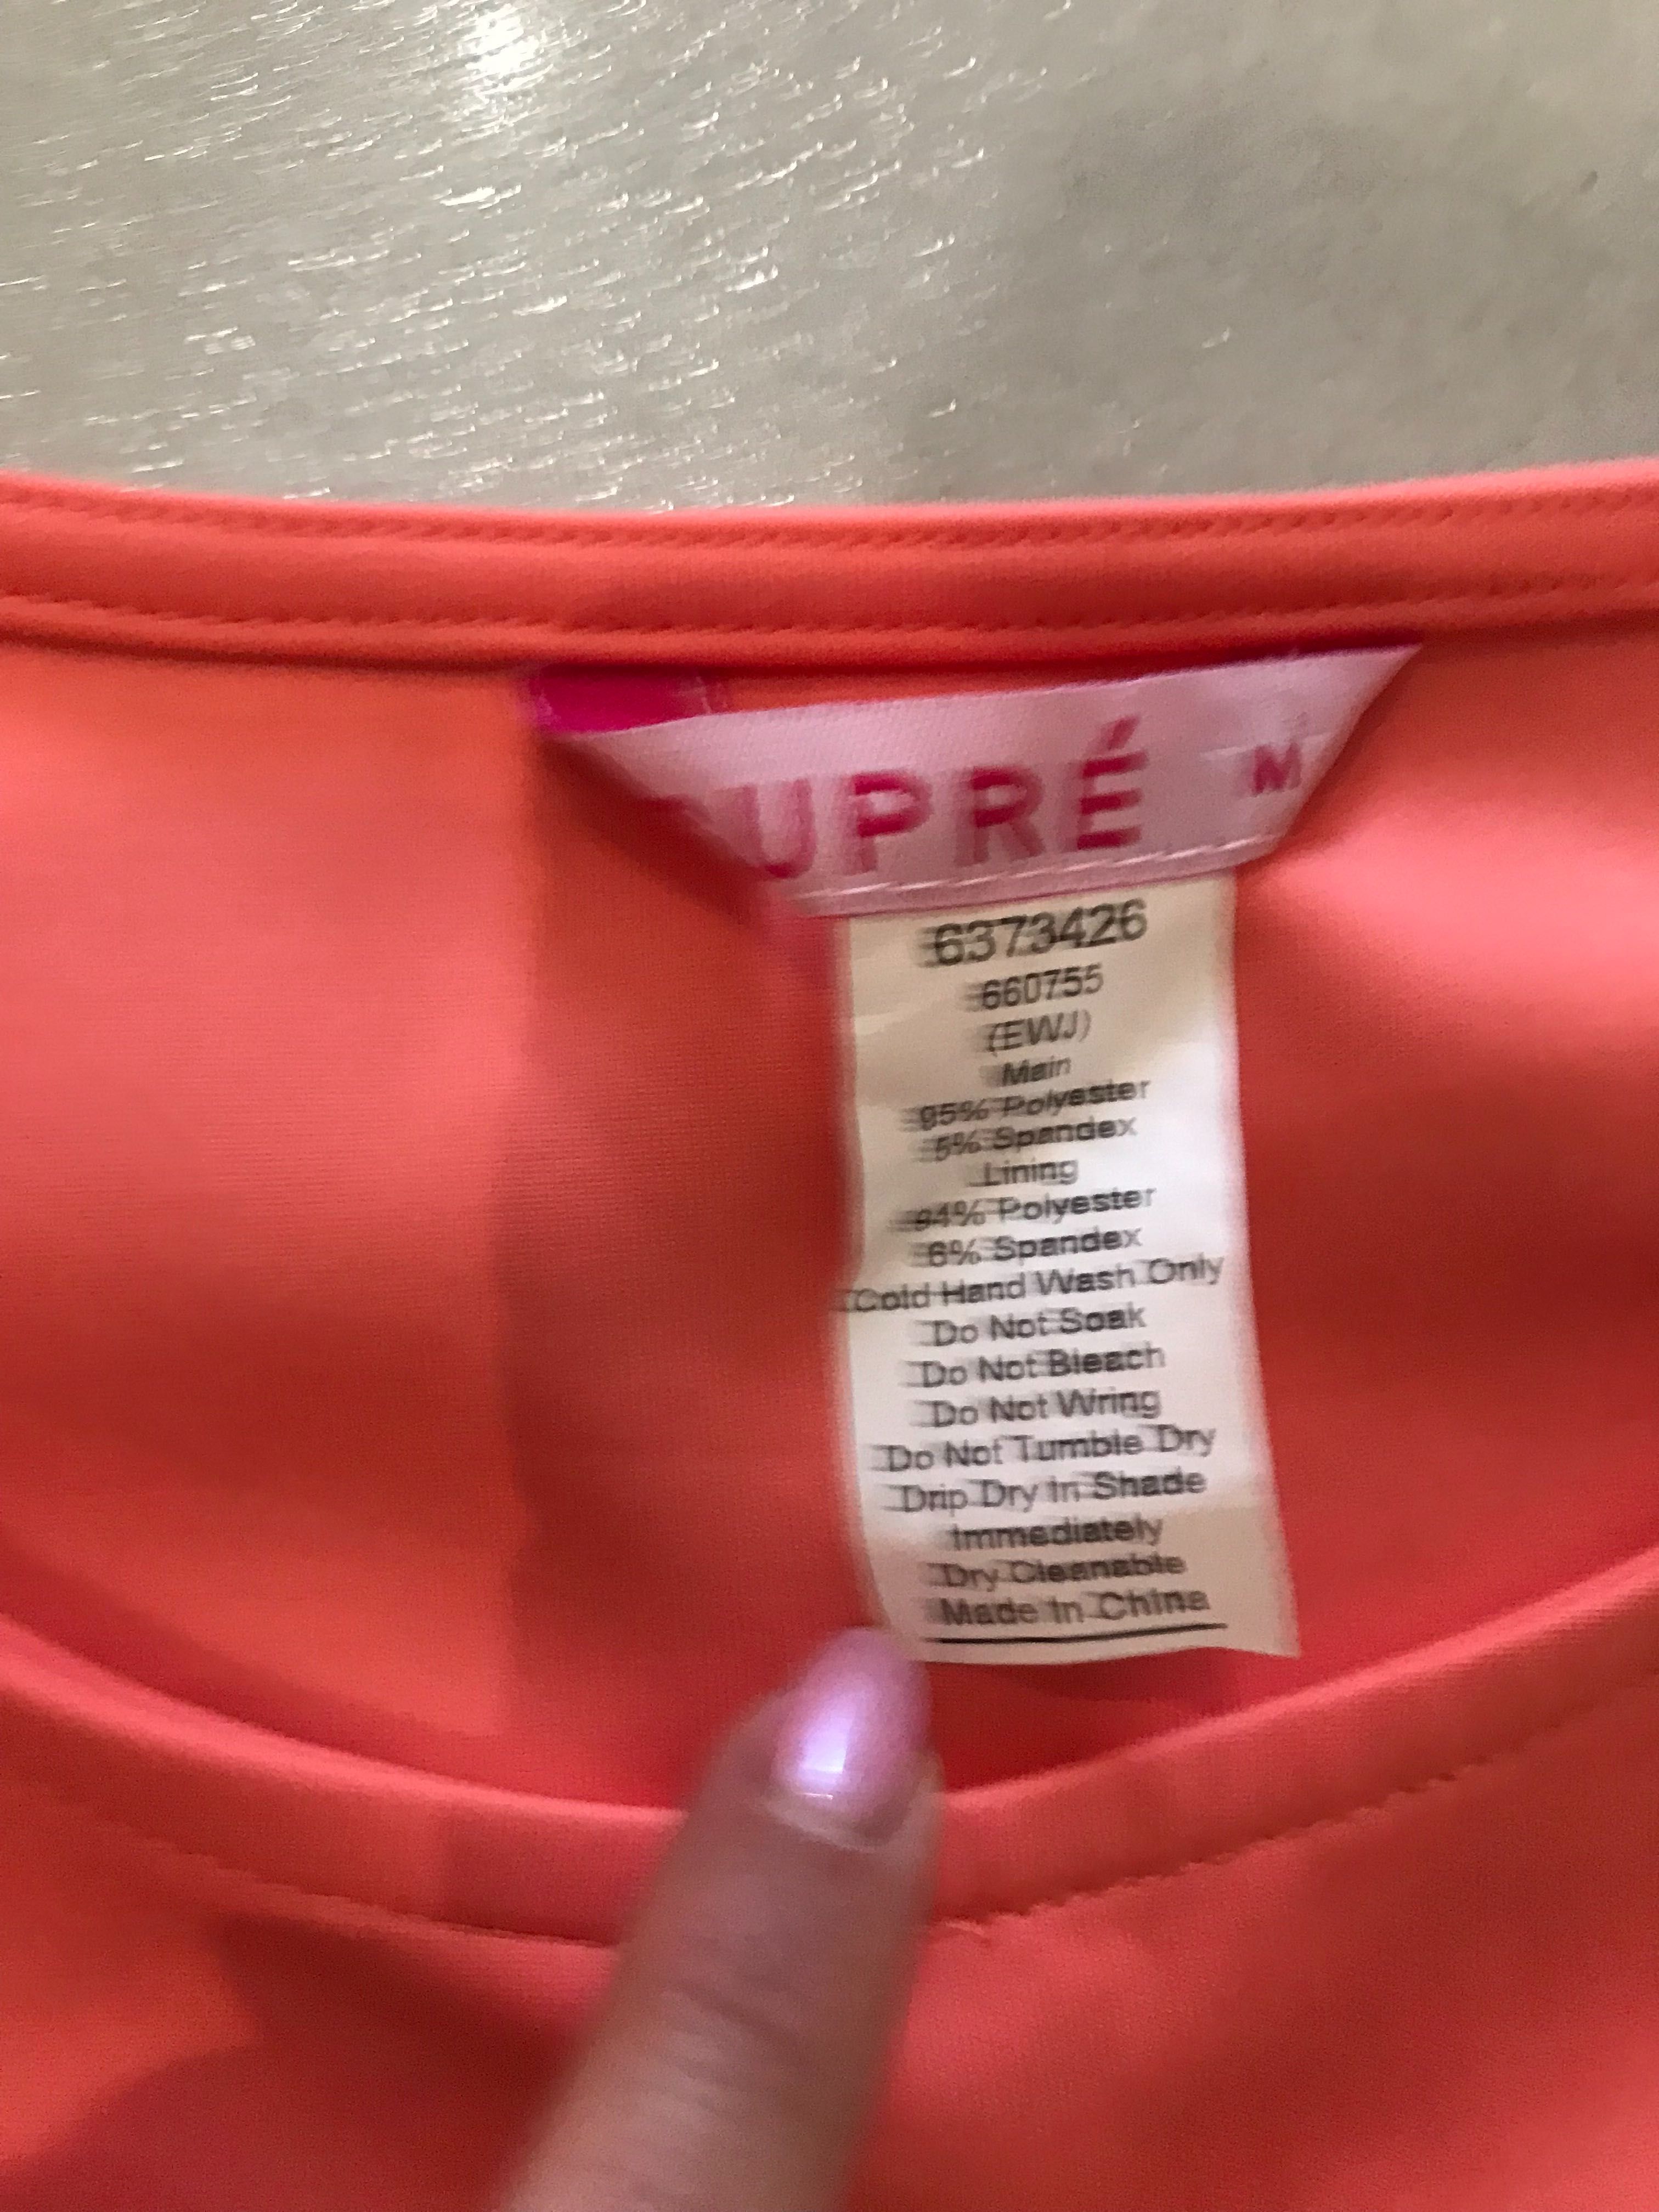 UPRÉ M
6373426
660755
(EWJ)
Main
95% Polyester
5% Spandex
Lining
94% Polyester
6% Spandex
Cold Hand Wash Only
Do Not Soak
Do Not Bleach
Do Not Wring
Do Not Tumble Dry
Drip Dry In Shade
Immediately
Dry Cleanable
Made In China